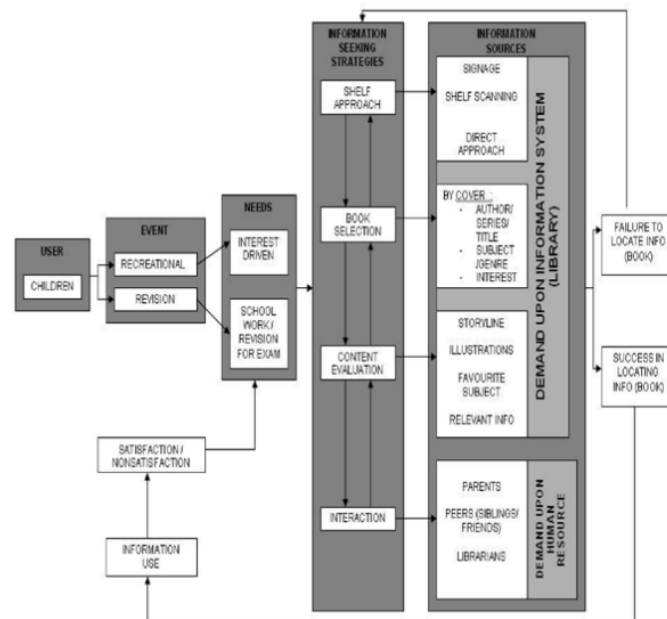 USER
CHILDREN
EVENT
RECREATIONAL
REVISION
NEEDS
INTEREST
DRIVEN
SCHOOL
WORK/
REVISION
FOR EXAM
INFORMATION
SEEKING
STRATEGIES
SHELF
APPROACH
BOOK
SELECTION
CONTENT
EVALUATION
INTERACTION
INFORMATION
SOURCES
SIGNAGE
SHELF SCANNING
DIRECT
APPROACH
BY COVER :
- AUTHOR/
SERIES/
TITLE
- SUBJECT
/GENRE
- INTEREST
STORYLINE
ILLUSTRATIONS
FAVOURITE
SUBJECT
RELEVANT INFO
DEMAND UPON INFORMATION SYSTEM
(LIBRARY)
PARENTS
PEERS (SIBLINGS/
FRIENDS)
LIBRARIANS
DEMAND UPON
HUMAN
RESOURCE
FAILURE TO
LOCATE INFO
(BOOK)
SUCCESS IN
LOCATING
INFO (BOOK)
SATISFACTION /
NONSATISFACTION
INFORMATION
USE